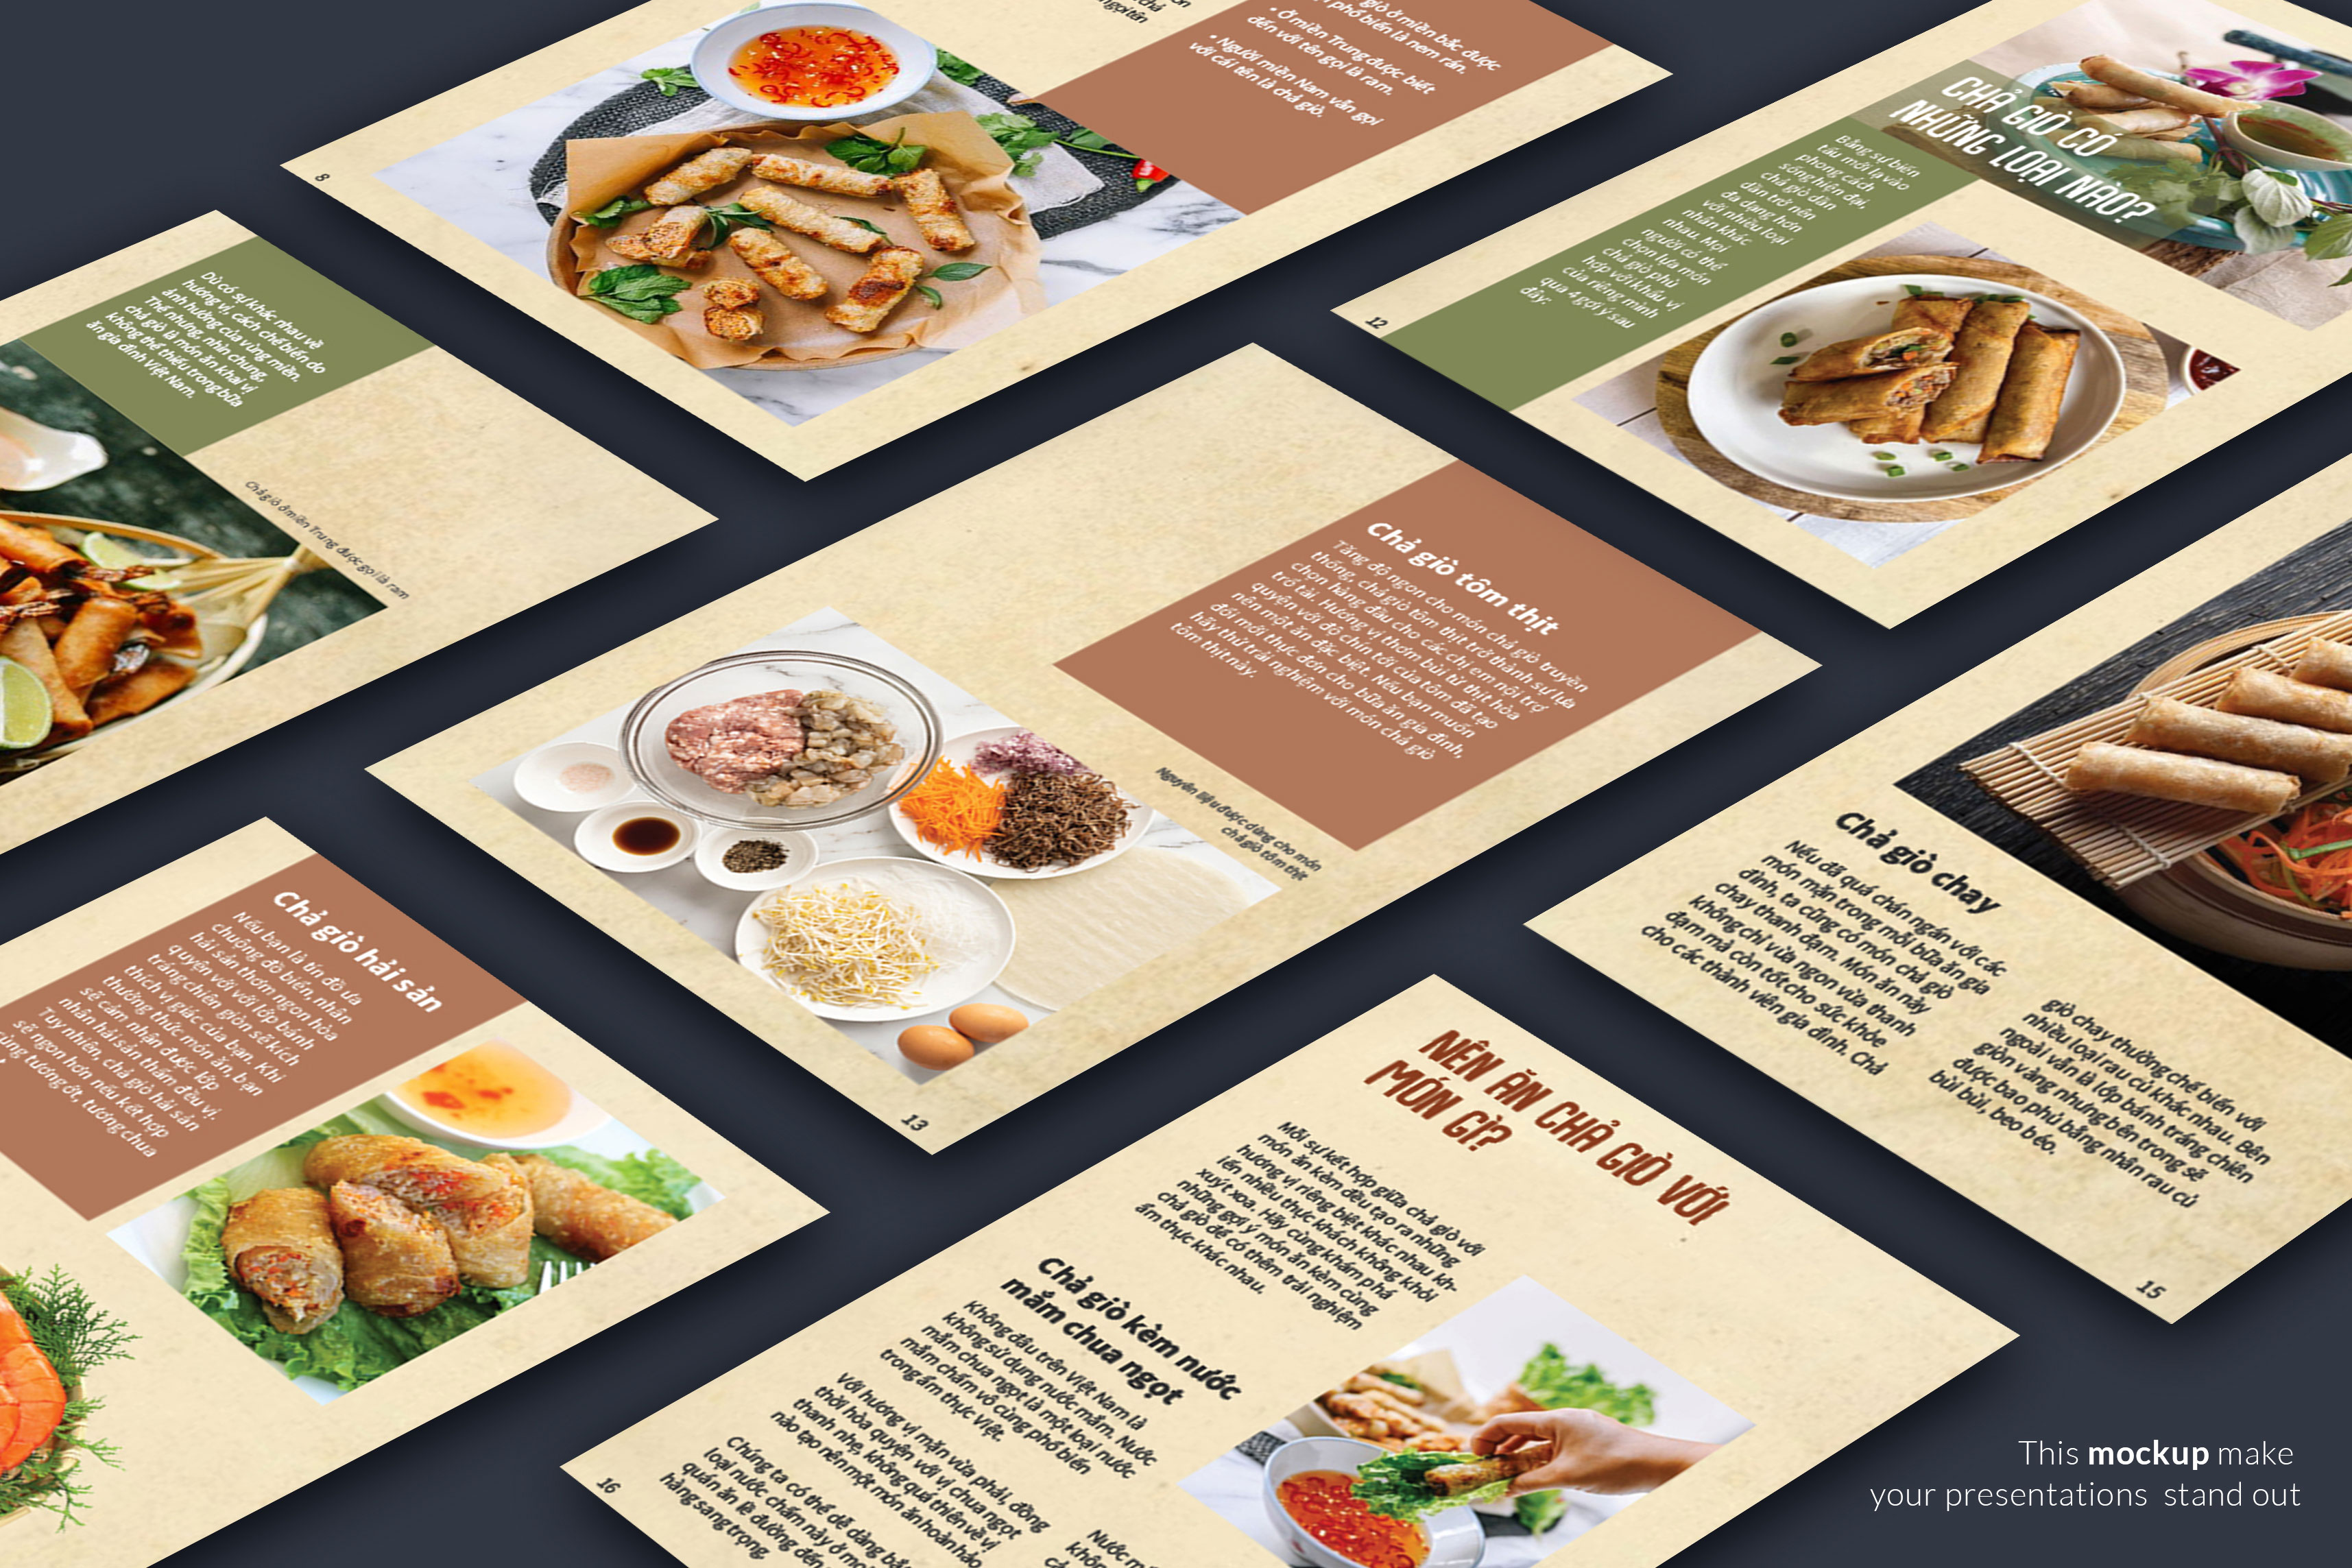 gọi tên
giò ở miền bắc được
phổ biến là nem rán.
• Ở miền Trung được biết
đến với tên gọi là ram.
• Người miền Nam vẫn gọi
với cái tên là chả giò.
8
CHẢ GIÒ CÓ
NHỮNG LOẠI NÀO?
Bằng sự biến
tấu mới lạ vào
phong cách
sống hiện đại,
chả giò dần
dần trở nên
đa dạng hơn
với nhiều loại
nhân khác
nhau. Mọi
người có thể
chọn lựa món
chả giò phù
hợp với khẩu vị
của riêng mình
qua 4 gợi ý sau
đây:
12
Dù có sự khác nhau về
hương vị, cách chế biến do
ảnh hưởng của vùng miền.
Thế nhưng, nhìn chung,
chả giò là món ăn khai vị
không thể thiếu trong bữa
ăn gia đình Việt Nam.
Chả giò ở miền Trung được gọi là ram
Chả giò tôm thịt
Tăng độ ngon cho món chả giò truyền
thống, chả giò tôm thịt trở thành sự lựa
chọn hàng đầu cho các chị em nội trợ
trổ tài. Hương vị thơm bùi từ thịt hòa
quyện với độ chín tới của tôm đã tạo
nên một ăn đặc biệt. Nếu bạn muốn
đổi mới thực đơn cho bữa ăn gia đình,
hãy thử trải nghiệm với món chả giò
tôm thịt này.
Nguyên liệu được dùng cho món
chả giò tôm thịt
13
Chả giò chay
Nếu đã quá chán ngán với các
món mặn trong mỗi bữa ăn gia
đình, ta cũng có món chả giò
chay thanh đạm. Món ăn này
không chỉ vừa ngon vừa thanh
đạm mà còn tốt cho sức khỏe
cho các thành viên gia đình. Chả
giò chay thường chế biến với
nhiều loại rau củ khác nhau. Bên
ngoài vẫn là lớp bánh tráng chiên
giòn vàng nhưng bên trong sẽ
được bao phủ bằng nhân rau củ
bùi bùi, beo béo.
15
Chả giò hải sản
Nếu bạn là tín đồ ưa
chuộng đồ biển, nhân
hải sản thơm ngon hòa
quyện với với lớp bánh
tráng chiên giòn sẽ kích
thích vị giác của bạn. Khi
thưởng thức món ăn, bạn
sẽ cảm nhận được lớp
nhân hải sản thấm đều vị.
Tuy nhiên, chả giò hải sản
sẽ ngon hơn nếu kết hợp
cùng tương ớt, tương chua
NÊN ĂN CHẢ GIÒ VỚI
MÓN GÌ?
Mỗi sự kết hợp giữa chả giò với
món ăn kèm đều tạo ra những
hương vị riêng biệt khác nhau kh-
iến nhiều thực khách không khỏi
xuýt xoa. Hãy cùng khám phá
những gợi ý món ăn kèm cùng
chả giò để có thêm trải nghiệm
ẩm thực khác nhau.
Chả giò kèm nước
mắm chua ngọt
Không đâu trên Việt Nam là
không sử dụng nước mắm. Nước
mắm chua ngọt là một loại nước
mắm chấm vô cùng phổ biến
trong ẩm thực Việt.
Với hương vị mặn vừa phải, đồng
thời hòa quyện với vị chua ngọt
thanh nhẹ, không quá thiên về vị
nào tạo nên một món ăn hoàn hảo.
Chúng ta có thể dễ dàng bắt
loại nước chấm này ở mọi
quán ăn lề đường đến
hàng sang trọng.
Nước
16
This mockup make
your presentations stand out